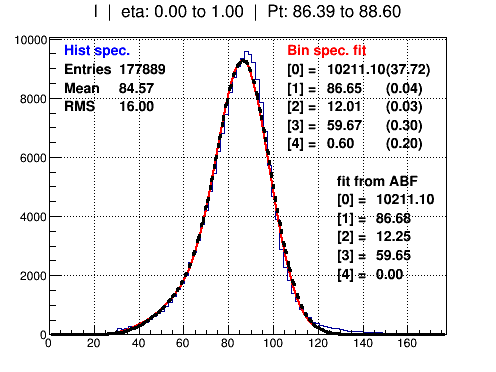 I | eta: 0.00 to 1.00 | Pt: 86.39 to 88.60
10000
8000
6000
4000
2000
0
Hist spec.
Entries 177889
Mean 84.57
RMS 16.00
Bin spec. fit
[0] = 10211.10(37.72)
[1] = 86.65 (0.04)
[2] = 12.01 (0.03)
[3] = 59.67 (0.30)
[4] = 0.60 (0.20)
fit from ABF
[0] = 10211.10
[1] = 86.68
[2] = 12.25
[3] = 59.65
[4] = 0.00
0 20 40 60 80 100 120 140 160